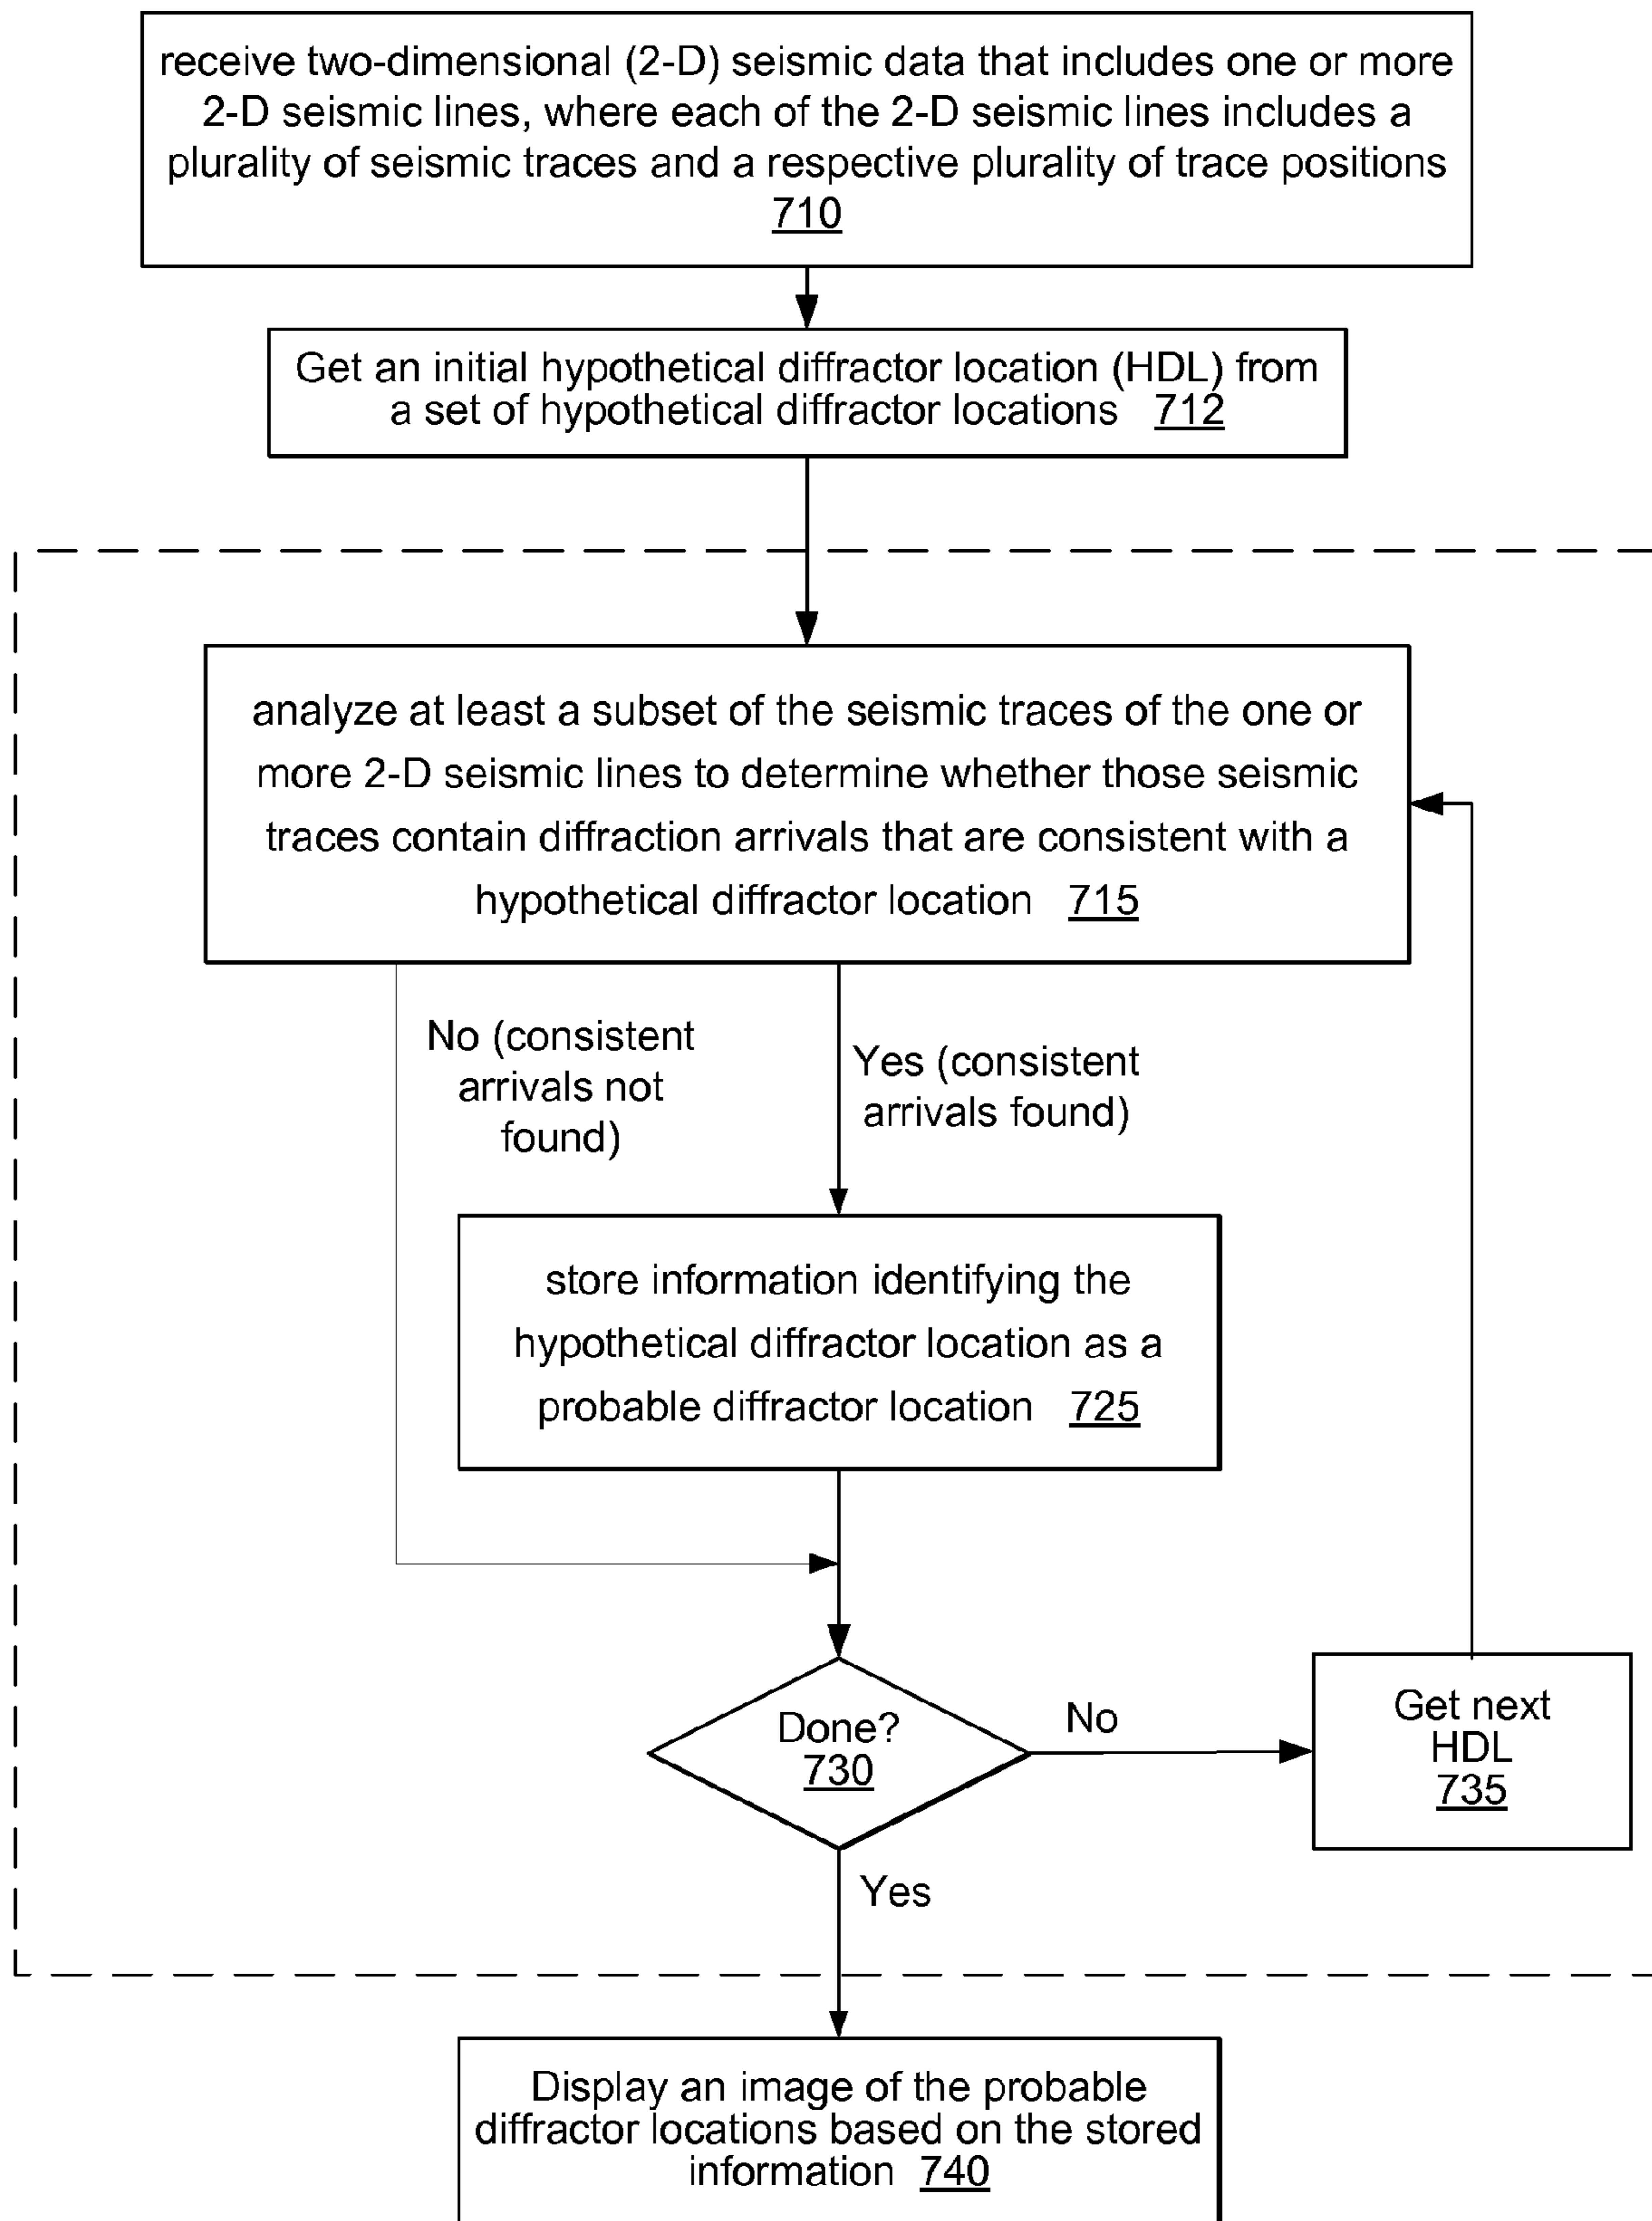 receive two-dimensional (2-D) seismic data that includes one or more
2-D seismic lines, where each of the 2-D seismic lines includes a
plurality of seismic traces and a respective plurality of trace positions
710
Get an initial hypothetical diffractor location (HDL) from
a set of hypothetical diffractor locations 712
analyze at least a subset of the seismic traces of the one or
more 2-D seismic lines to determine whether those seismic
traces contain diffraction arrivals that are consistent with a
hypothetical diffractor location 715
No (consistent
arrivals not
found)
Yes (consistent
arrivals found)
store information identifying the
hypothetical diffractor location as a
probable diffractor location 725
Done?
730
No
Get next
HDL
735
Yes
Display an image of the probable
diffractor locations based on the stored
information 740